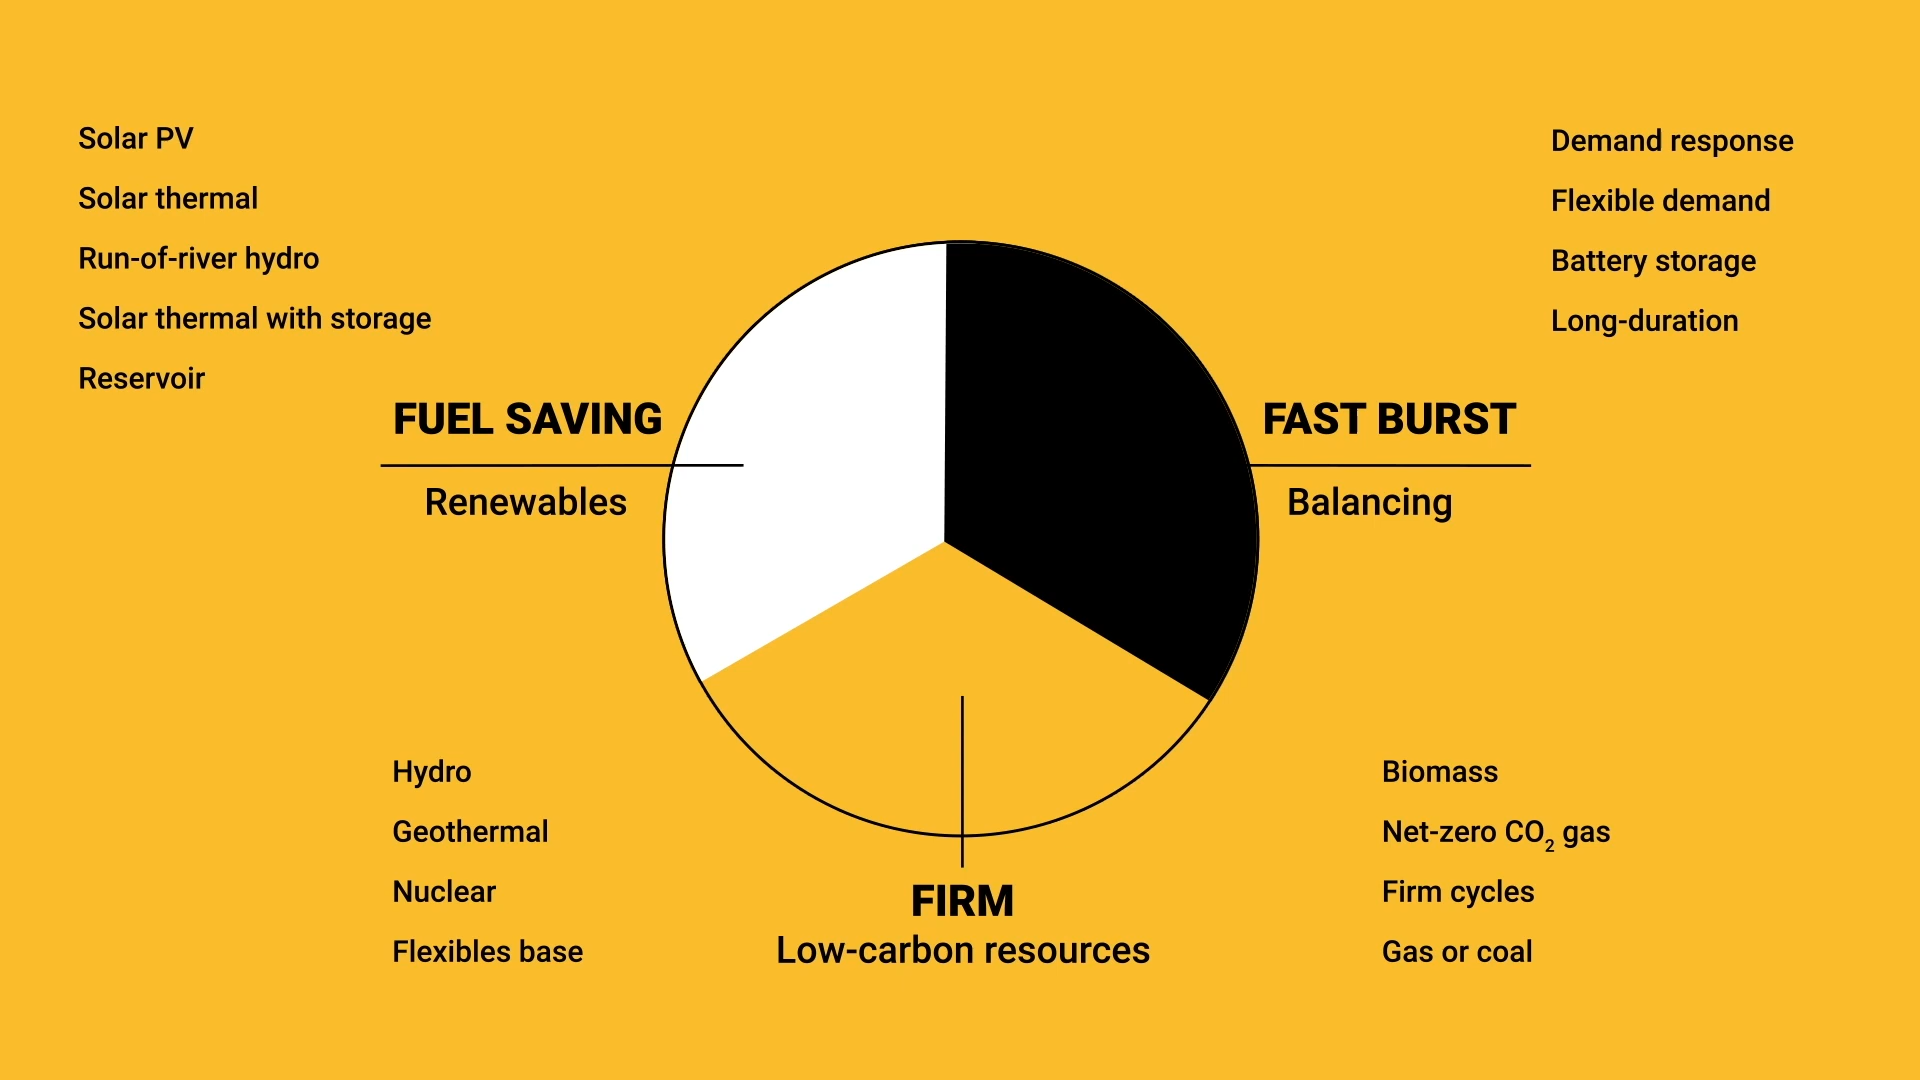 Solar PV
Solar thermal
Run-of-river hydro
Solar thermal with storage
Reservoir
FUEL SAVING
Renewables
Demand response
Flexible demand
Battery storage
Long-duration
FAST BURST
Balancing
Hydro
Geothermal
Nuclear
Flexibles base
FIRM
Low-carbon resources
Biomass
Net-zero CO₂ gas
Firm cycles
Gas or coal